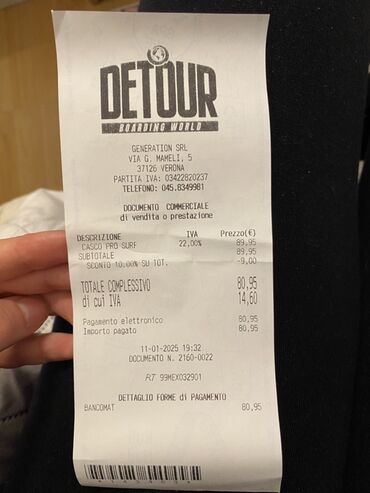 DETOUR
BOARDING WORLD
GENERATION SRL
VIA G. MAMELI, 5
37126 VERONA
PARTITA IVA: 03422820237
TELEFONO: 045.8349981
DOCUMENTO COMMERCIALE
di vendita o prestazione
DESCRIZIONE IVA Prezzo(€)
CASCO PRO SURF 22,00% 89,95
SUBTOTALE 89,95
SCONTO 10.00% SU TOT. -9,00
TOTALE COMPLESSIVO 80,95
di cui IVA 14,60
Pagamento elettronico 80,95
Importo pagato 80,95
11-01-2025 19:32
DOCUMENTO N. 2160-0022
RT 99MEX032901
DETTAGLIO FORME di PAGAMENTO
BANCOMAT 80,95